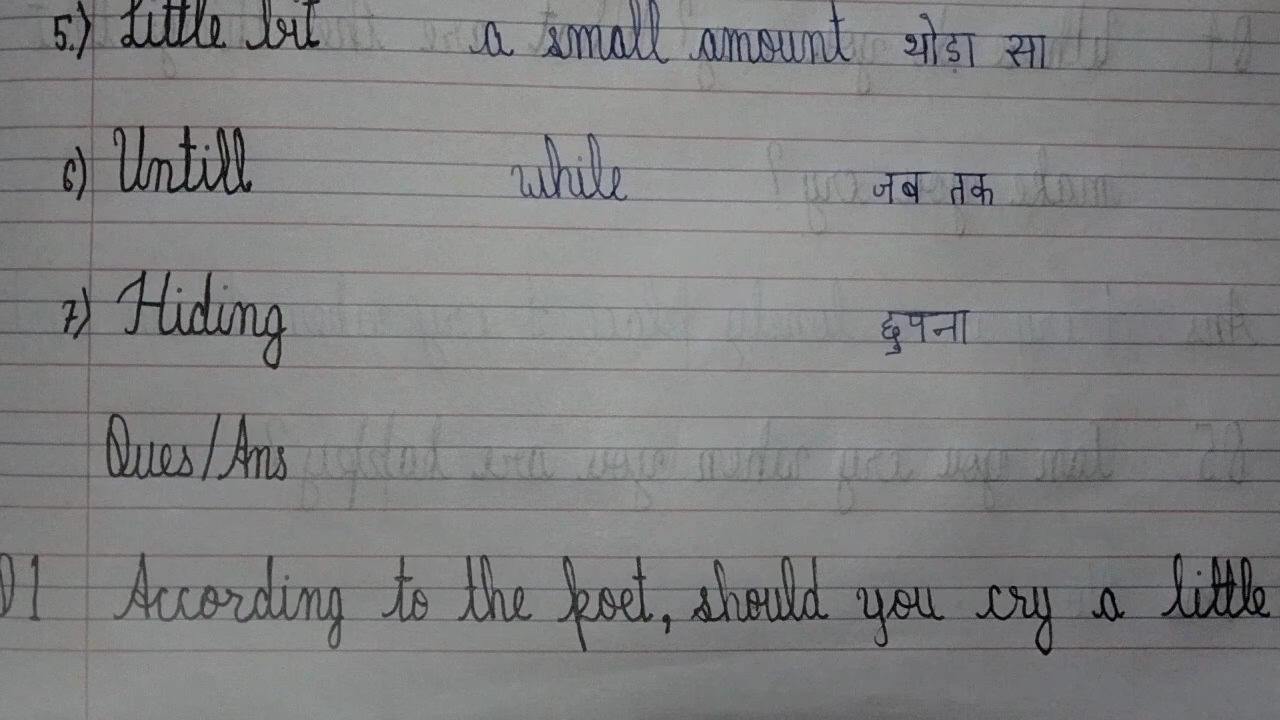 5.) Little bit a small amount थोड़ा सा
6) Untill while जब तक
7) Hiding छुपना
Ques/Ans
Q1 According to the poet, should you cry a little